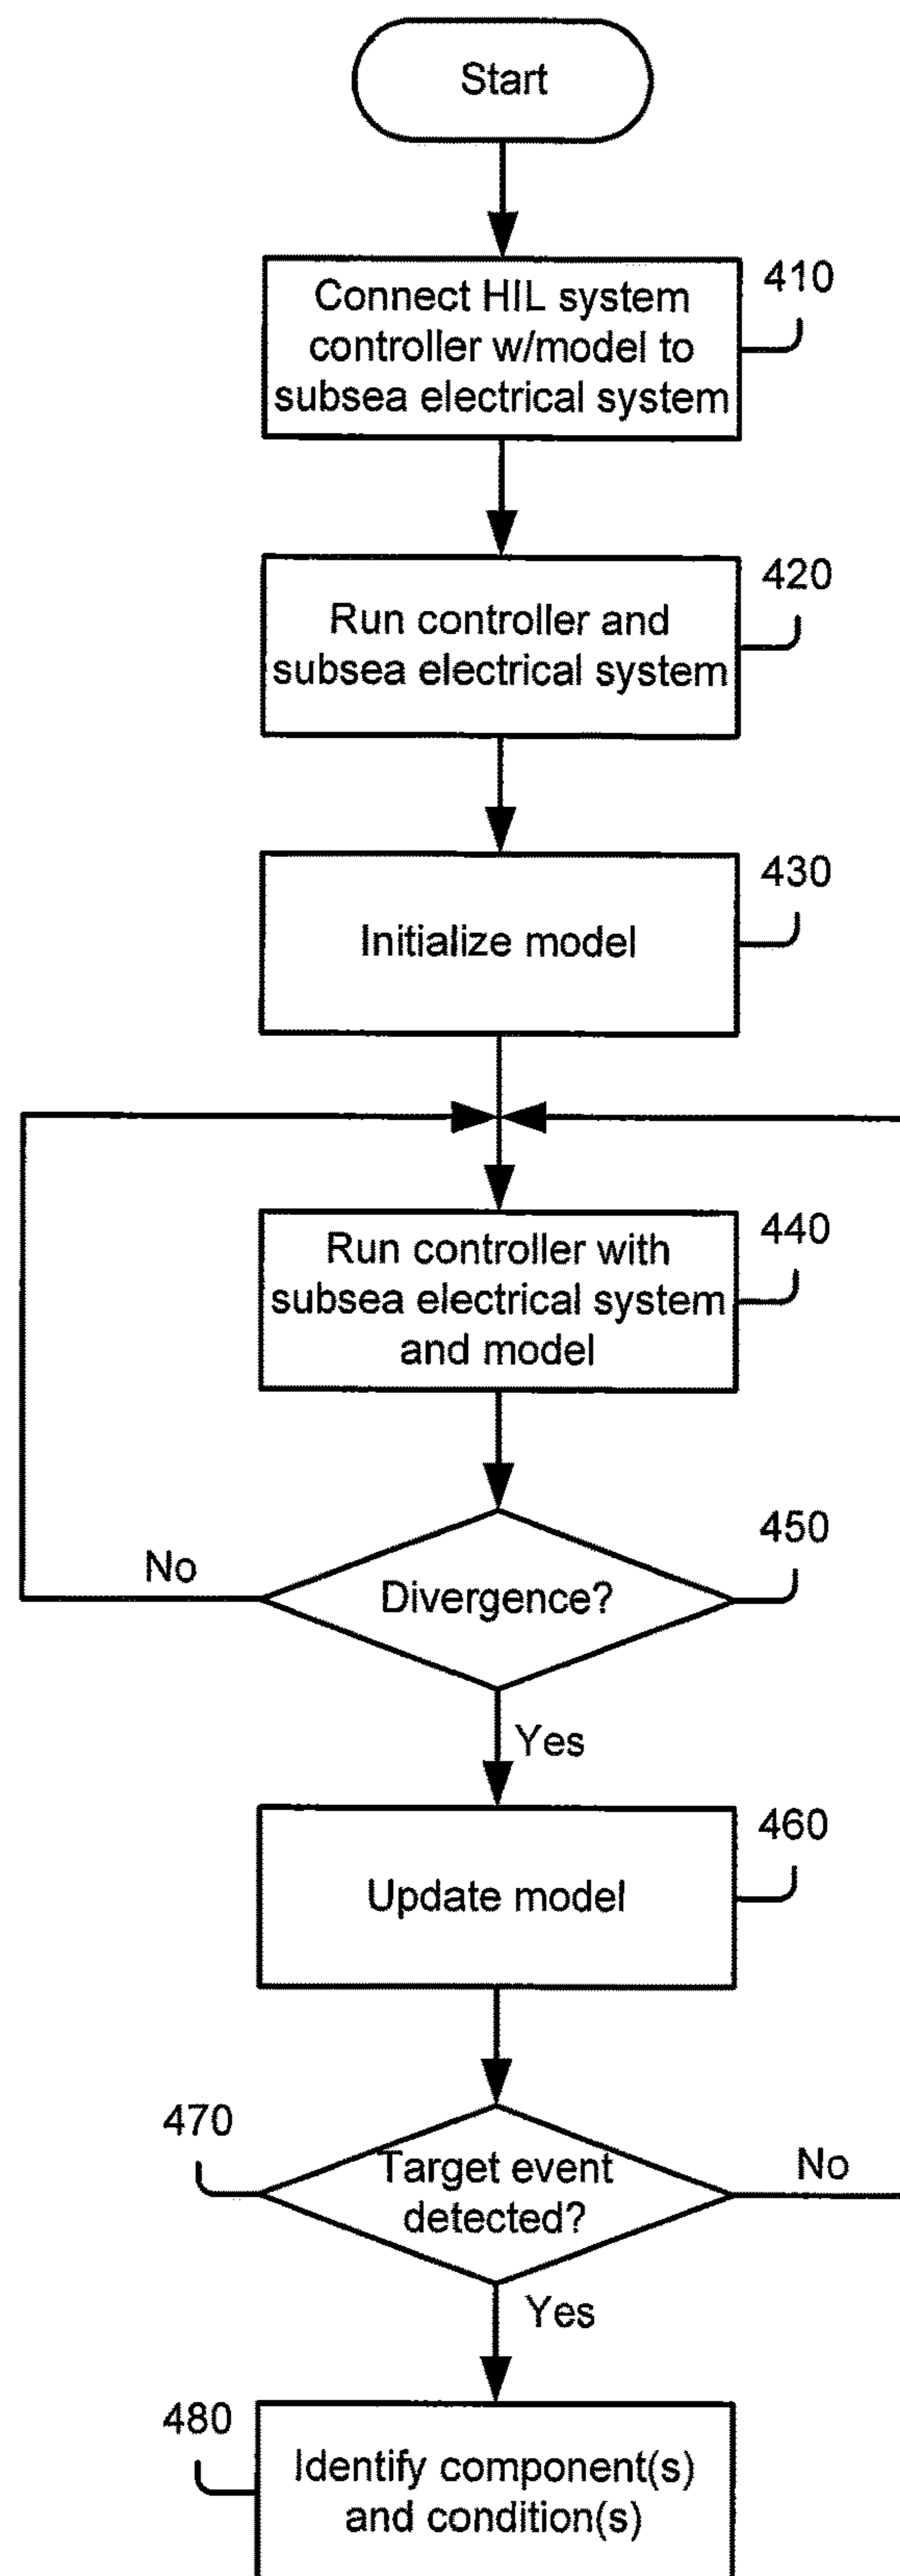 Start
410
Connect HIL system
controller w/model to
subsea electrical system
420
Run controller and
subsea electrical system
430
Initialize model
440
Run controller with
subsea electrical system
and model
450
No
Divergence?
Yes
460
Update model
470
Target event
detected?
No
Yes
480
Identify component(s)
and condition(s)